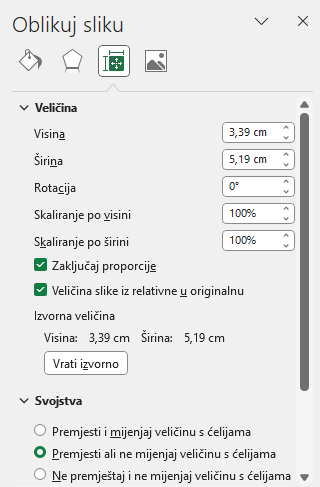 Oblikuj sliku
Veličina
Visina 3,39 cm
Širina 5,19 cm
Rotacija 0°
Skaliranje po visini 100%
Skaliranje po širini 100%
Zaključaj proporcije
Veličina slike iz relativne u originalnu
Izvorna veličina
Visina: 3,39 cm Širina: 5,19 cm
Vrati izvorno
Svojstva
Premjesti i mijenjaj veličinu s ćelijama
Premjesti ali ne mijenjaj veličinu s ćelijama
Ne premještaj i ne mijenjaj veličinu s ćelijama